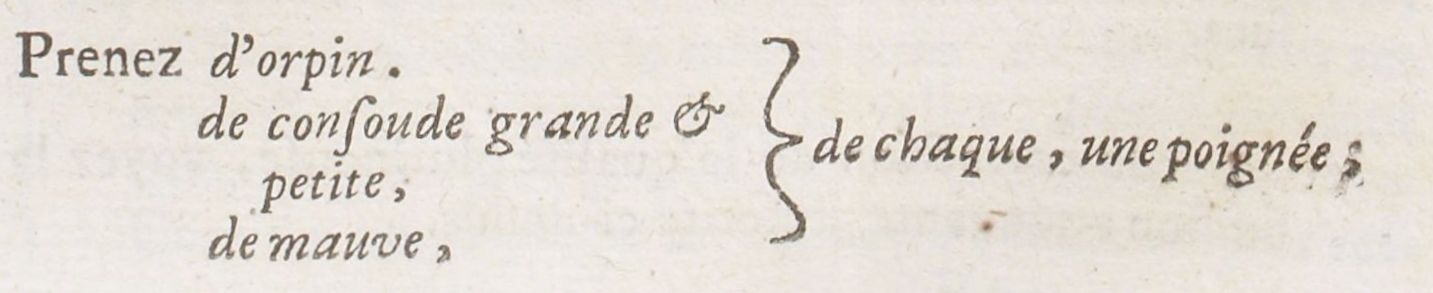 Prenez d'orpin.
de conſoude grande &
petite,
de mauve,
de chaque, une poignée;